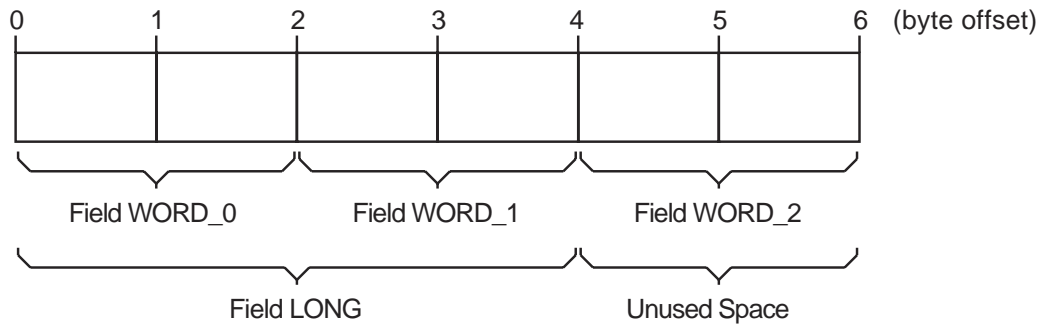 0 1 2 3 4 5 6 (byte offset)
Field WORD_0 Field WORD_1 Field WORD_2
Field LONG Unused Space